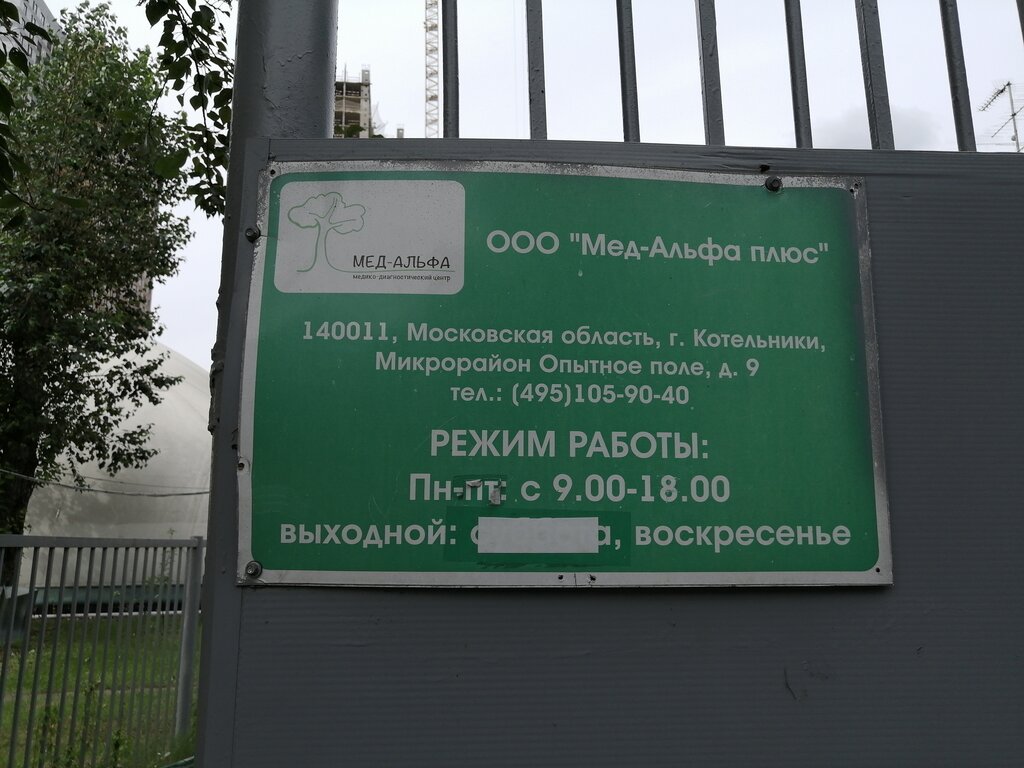 МЕД-АЛЬФА
медико-диагностический центр
ООО "Мед-Альфа плюс"
140011, Московская область, г. Котельники,
Микрорайон Опытное поле, д. 9
тел.: (495)105-90-40
РЕЖИМ РАБОТЫ:
Пн-пт: с 9.00-18.00
выходной: , воскресенье